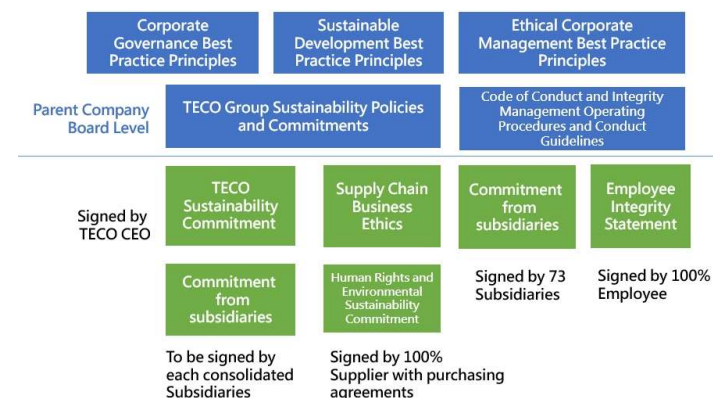 Corporate
Governance Best
Practice Principles
Sustainable
Development Best
Practice Principles
Ethical Corporate
Management Best Practice
Principles
Parent Company
Board Level
TECO Group Sustainability Policies
and Commitments
Code of Conduct and Integrity
Management Operating
Procedures and Conduct
Guidelines
Signed by
TECO CEO
TECO
Sustainability
Commitment
Supply Chain
Business
Ethics
Commitment
from
subsidiaries
Employee
Integrity
Statement
Commitment
from
subsidiaries
Human Rights and
Environmental
Sustainability
Commitment
Signed by 73
Subsidiaries
Signed by 100%
Employee
To be signed by
each consolidated
Subsidiaries
Signed by 100%
Supplier with purchasing
agreements